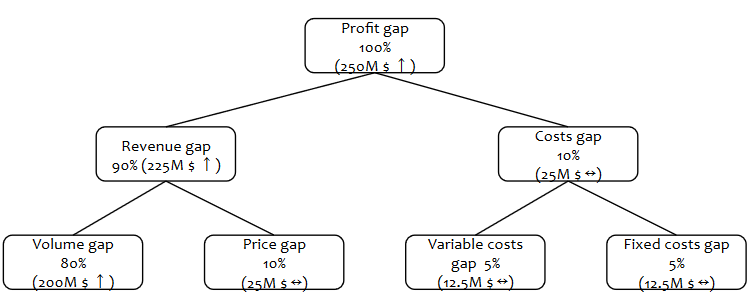 Profit gap
100%
(250M $ ↑)
Revenue gap
90% (225M $ ↑)
Costs gap
10%
(25M $ ↔)
Volume gap
80%
(200M $ ↑)
Price gap
10%
(25M $ ↔)
Variable costs
gap 5%
(12.5M $ ↔)
Fixed costs gap
5%
(12.5M $ ↔)